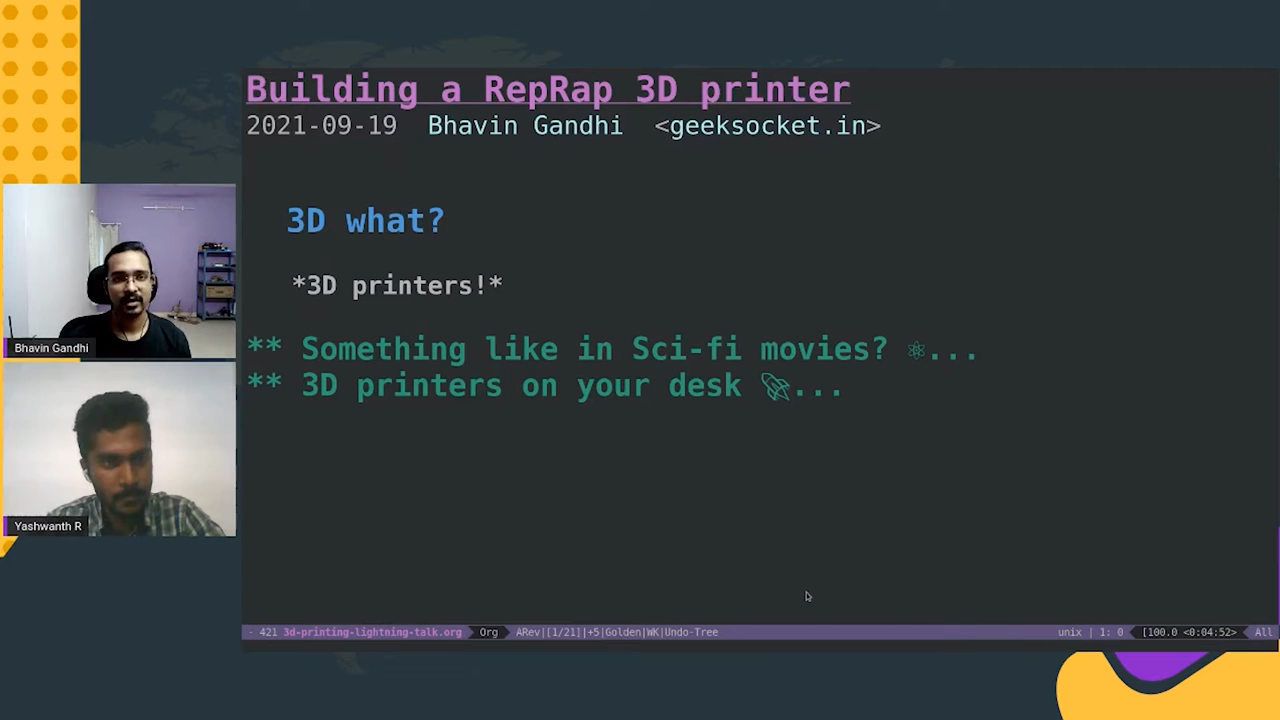 Building a RepRap 3D printer
2021-09-19 Bhavin Gandhi <geeksocket.in>
3D what?
*3D printers!*
** Something like in Sci-fi movies? ⚛...
** 3D printers on your desk 🚀...
Bhavin Gandhi
Yashwanth R
- 421 3d-printing-lightning-talk.org Org ARev|[1/21]|+5|Golden|WK|Undo-Tree unix | 1: 0 [100.0 <0:04:52> All